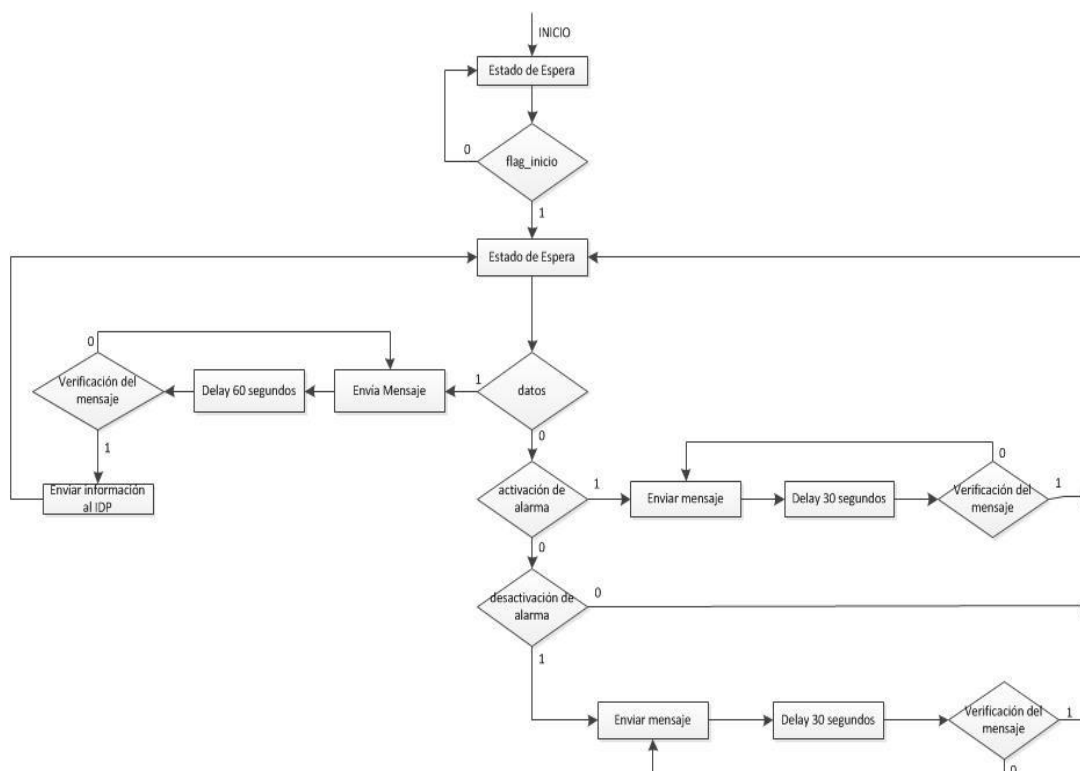 INICIO
Estado de Espera
0
flag_inicio
1
Estado de Espera
0
Verificación del
mensaje
Delay 60 segundos
Envía Mensaje
1
datos
1
0
Enviar información
al IDP
activación de
alarma
1
Enviar mensaje
Delay 30 segundos
0
Verificación del
mensaje
1
0
desactivación de
alarma
0
1
Enviar mensaje
Delay 30 segundos
Verificación del
mensaje
1
0